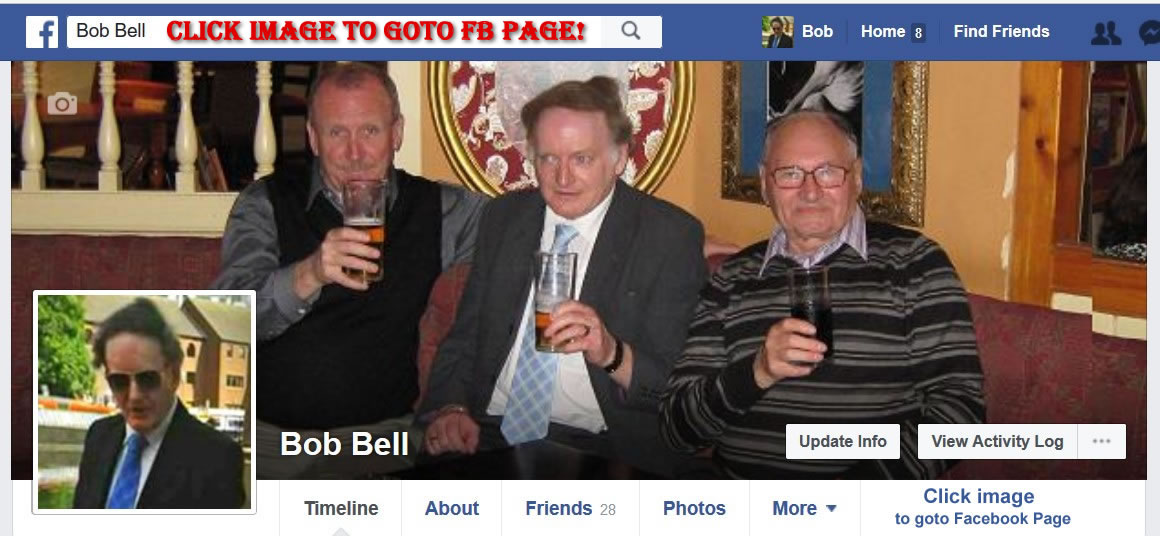 f Bob Bell CLICK IMAGE TO GOTO FB PAGE! Bob Home 8 Find Friends
Bob Bell Update Info View Activity Log ...
Timeline About Friends 28 Photos More Click image
to goto Facebook Page